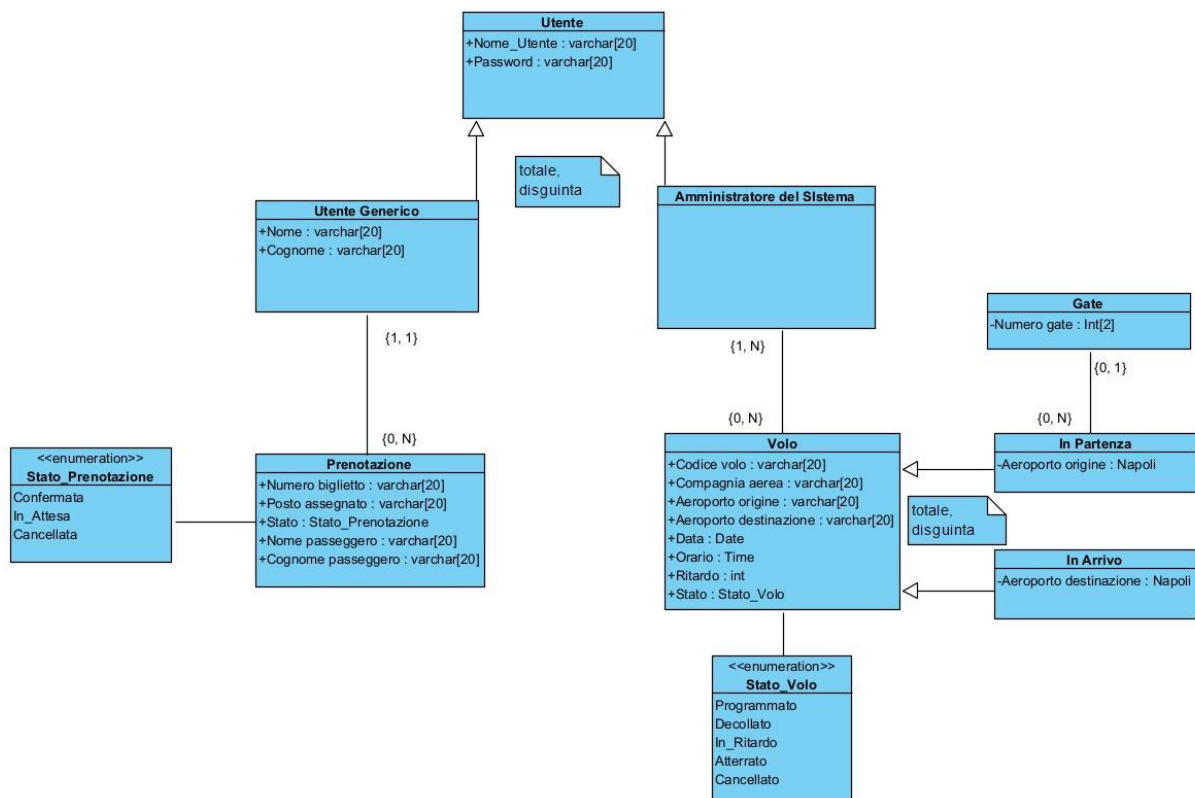 Utente
+Nome_Utente : varchar[20]
+Password : varchar[20]
totale,
disguinta
Utente Generico
+Nome : varchar[20]
+Cognome : varchar[20]
Amministratore del SIstema
Gate
-Numero gate : Int[2]
{1, 1}
{1, N}
{0, 1}
{0, N}
{0, N}
{0, N}
<<enumeration>>
Stato_Prenotazione
Confermata
In_Attesa
Cancellata
Prenotazione
+Numero biglietto : varchar[20]
+Posto assegnato : varchar[20]
+Stato : Stato_Prenotazione
+Nome passeggero : varchar[20]
+Cognome passeggero : varchar[20]
Volo
+Codice volo : varchar[20]
+Compagnia aerea : varchar[20]
+Aeroporto origine : varchar[20]
+Aeroporto destinazione : varchar[20]
+Data : Date
+Orario : Time
+Ritardo : int
+Stato : Stato_Volo
In Partenza
-Aeroporto origine : Napoli
totale,
disguinta
In Arrivo
-Aeroporto destinazione : Napoli
<<enumeration>>
Stato_Volo
Programmato
Decollato
In_Ritardo
Atterrato
Cancellato